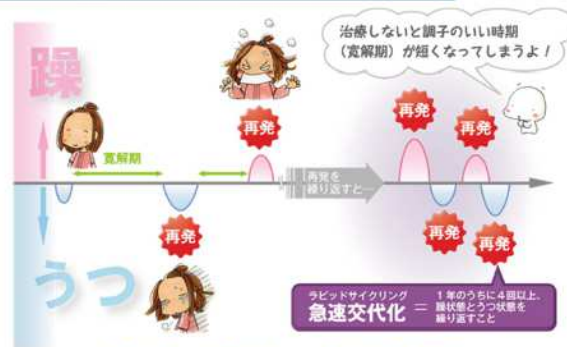 治療しないと調子のいい時期
(寛解期)が短くなってしまうよ!
躁
再発
再発
再発
寛解期
再発を
繰り返すと…
再発
再発
再発
うつ
ラピッドサイクリング
急速交代化
=
1年のうちに4回以上、
躁状態とうつ状態を
繰り返すこと